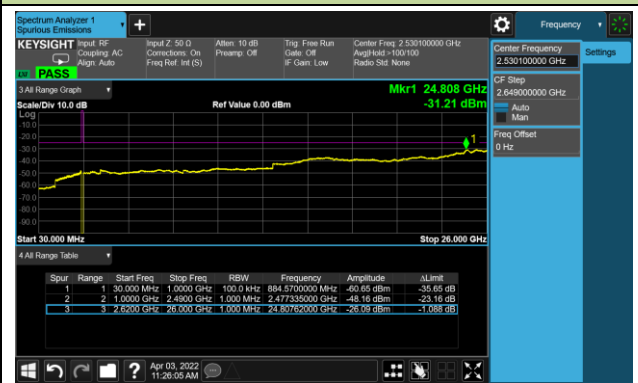 Spectrum Analyzer 1
Spurious Emissions
Frequency
KEYSIGHT
Input: RF
Coupling: AC
Align: Auto
Input Z: 50 Ω
Corrections: On
Freq Ref: Int (S)
Atten: 10 dB
Preamp: Off
Trig: Free Run
Gate: Off
IF Gain: Low
Center Freq: 2.530100000 GHz
Avg|Hold:>100/100
Radio Std: None
PASS
Center Frequency
2.530100000 GHz
Settings
CF Step
2.649000000 GHz
Auto
Man
Freq Offset
0 Hz
3 All Range Graph
Mkr1 24.808 GHz
Scale/Div 10.0 dB
Ref Value 0.00 dBm
-31.21 dBm
Log
-10.0
-20.0
-30.0
-40.0
-50.0
-60.0
-70.0
-80.0
-90.0
1
Start 30.000 MHz
Stop 26.000 GHz
4 All Range Table
Spur Range Start Freq Stop Freq RBW Frequency Amplitude ΔLimit
1 1 30.000 MHz 1.0000 GHz 100.0 kHz 884.5700000 MHz -60.65 dBm -35.65 dB
2 2 1.0000 GHz 2.4900 GHz 1.000 MHz 2.477335000 GHz -48.16 dBm -23.16 dB
3 3 2.6200 GHz 26.000 GHz 1.000 MHz 24.80762000 GHz -26.09 dBm -1.088 dB
?
Apr 03, 2022
11:26:05 AM